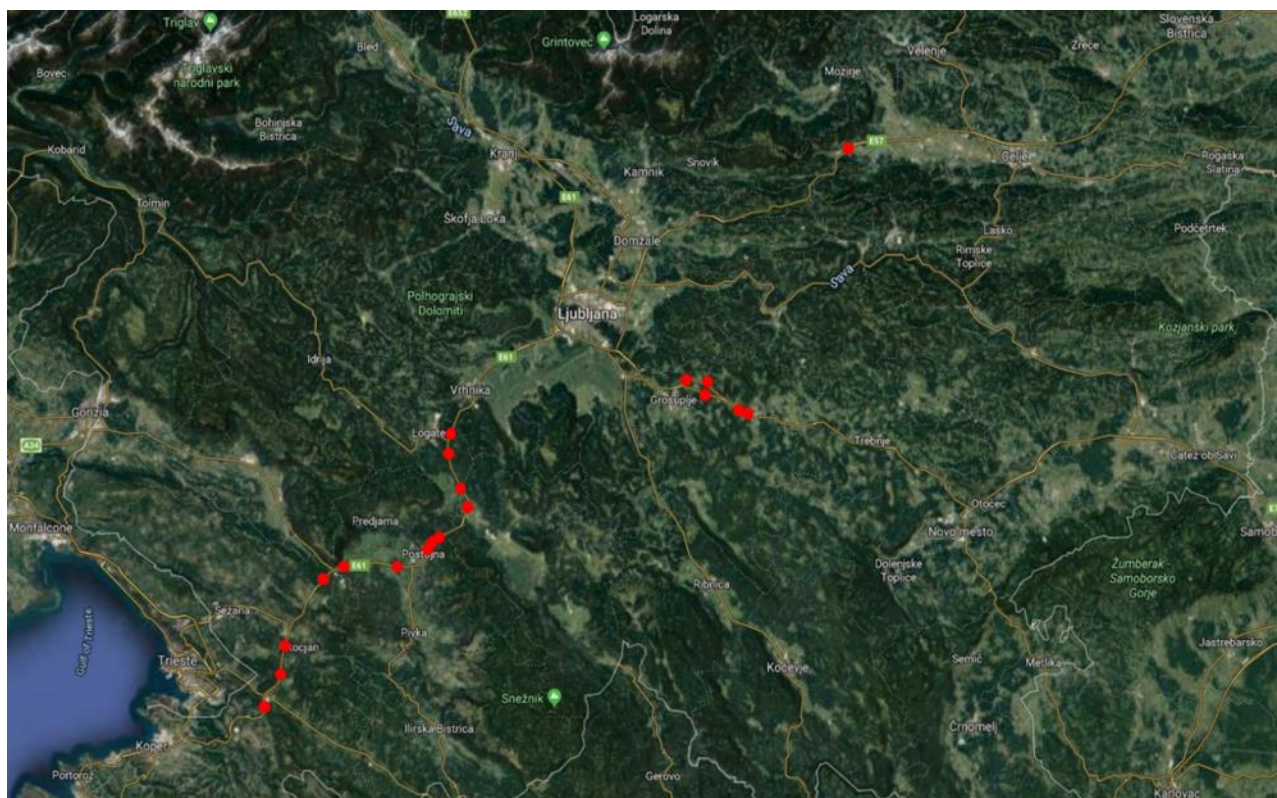 Triglav
Triglavski
narodni park
Bovec
Kobarid
Tolmin
Bohinjska
Bistrica
Bled
E652
Logarska
Dolina
Grintovec
Velenje
Zreče
Slovenska
Bistrica
Mozirje
Sava
Kranj
Kamnik
Snovik
E57
Celje
Rogaška
Slatina
E61
Škofja Loka
Domžale
Laško
Rimske
Toplice
Podčetrtek
Sava
Polhograjski
Dolomiti
Ljubljana
Kozjanski park
Idrija
E61
Vrhnika
Grosuplje
Gorizia
A34
Logate
Trebnje
Čatež ob Savi
Otočec
Monfalcone
Predjama
Novo mesto
Samobo
E61
Postojna
Dolenjske
Toplice
Žumberak
Samoborsko
Gorje
Ribnica
Sežana
Gulf of Trieste
Trieste
ocjan
Pivka
Jastrebarsko
Kočevje
Semič
Metlika
Snežnik
Ilirska Bistrica
Črnomelj
Koper
Portorož
Gerovo
Karlovac